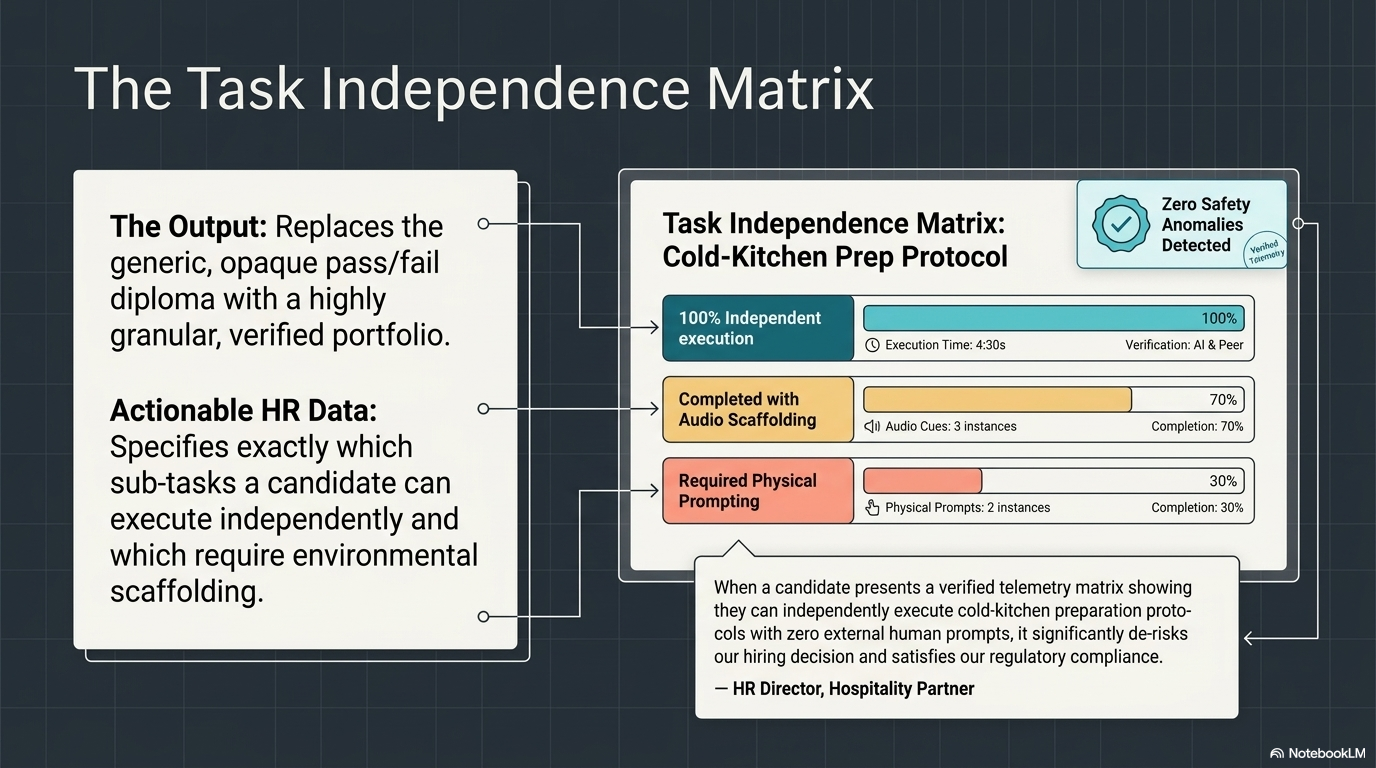 The Task Independence Matrix
The Output: Replaces the
generic, opaque pass/fail
diploma with a highly
granular, verified portfolio.
Actionable HR Data:
Specifies exactly which
sub-tasks a candidate can
execute independently and
which require environmental
scaffolding.
Task Independence Matrix:
Cold-Kitchen Prep Protocol
Zero Safety
Anomalies
Detected
Verified
Telemetry
100% Independent
execution
100%
Execution Time: 4:30s
Verification: AI & Peer
Completed with
Audio Scaffolding
70%
Audio Cues: 3 instances
Completion: 70%
Required Physical
Prompting
30%
Physical Prompts: 2 instances
Completion: 30%
When a candidate presents a verified telemetry matrix showing
they can independently execute cold-kitchen preparation proto-
cols with zero external human prompts, it significantly de-risks
our hiring decision and satisfies our regulatory compliance.
— HR Director, Hospitality Partner
NotebookLM